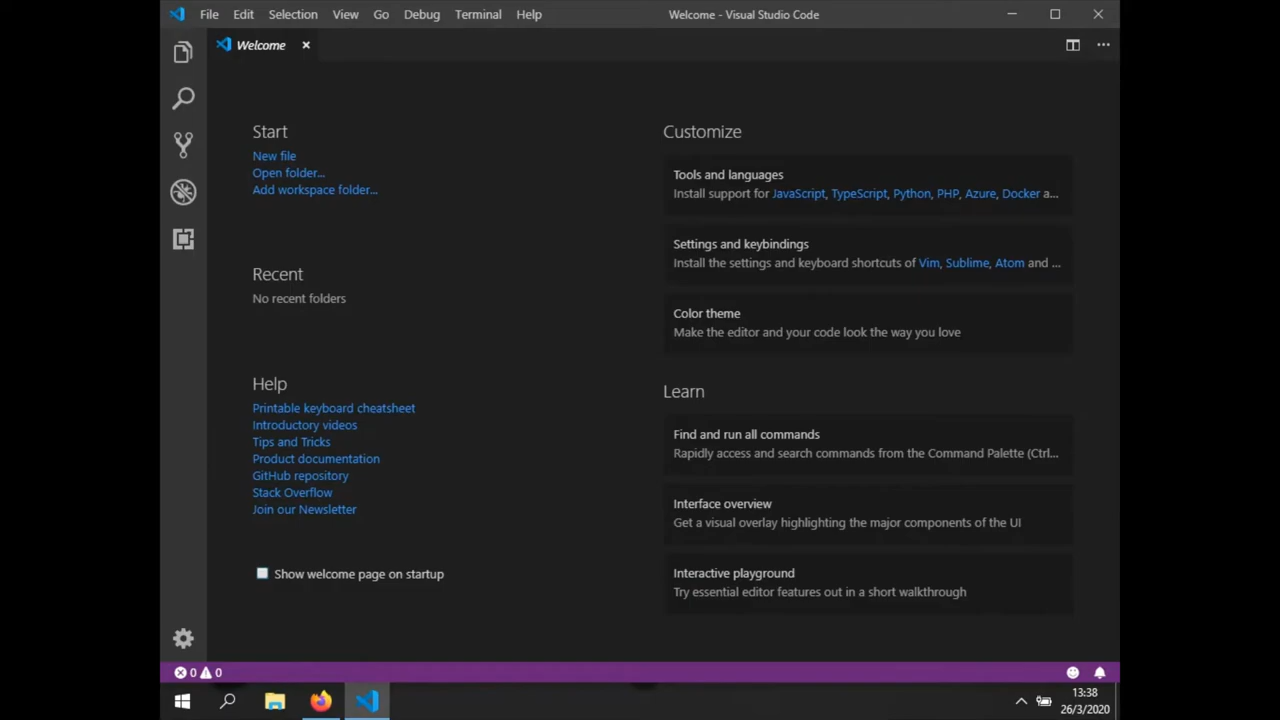 File Edit Selection View Go Debug Terminal Help Welcome - Visual Studio Code
Welcome
Start
New file
Open folder...
Add workspace folder...
Recent
No recent folders
Help
Printable keyboard cheatsheet
Introductory videos
Tips and Tricks
Product documentation
GitHub repository
Stack Overflow
Join our Newsletter
Show welcome page on startup
Customize
Tools and languages
Install support for JavaScript, TypeScript, Python, PHP, Azure, Docker a...
Settings and keybindings
Install the settings and keyboard shortcuts of Vim, Sublime, Atom and ...
Color theme
Make the editor and your code look the way you love
Learn
Find and run all commands
Rapidly access and search commands from the Command Palette (Ctrl...
Interface overview
Get a visual overlay highlighting the major components of the UI
Interactive playground
Try essential editor features out in a short walkthrough
0 0
13:38
26/3/2020